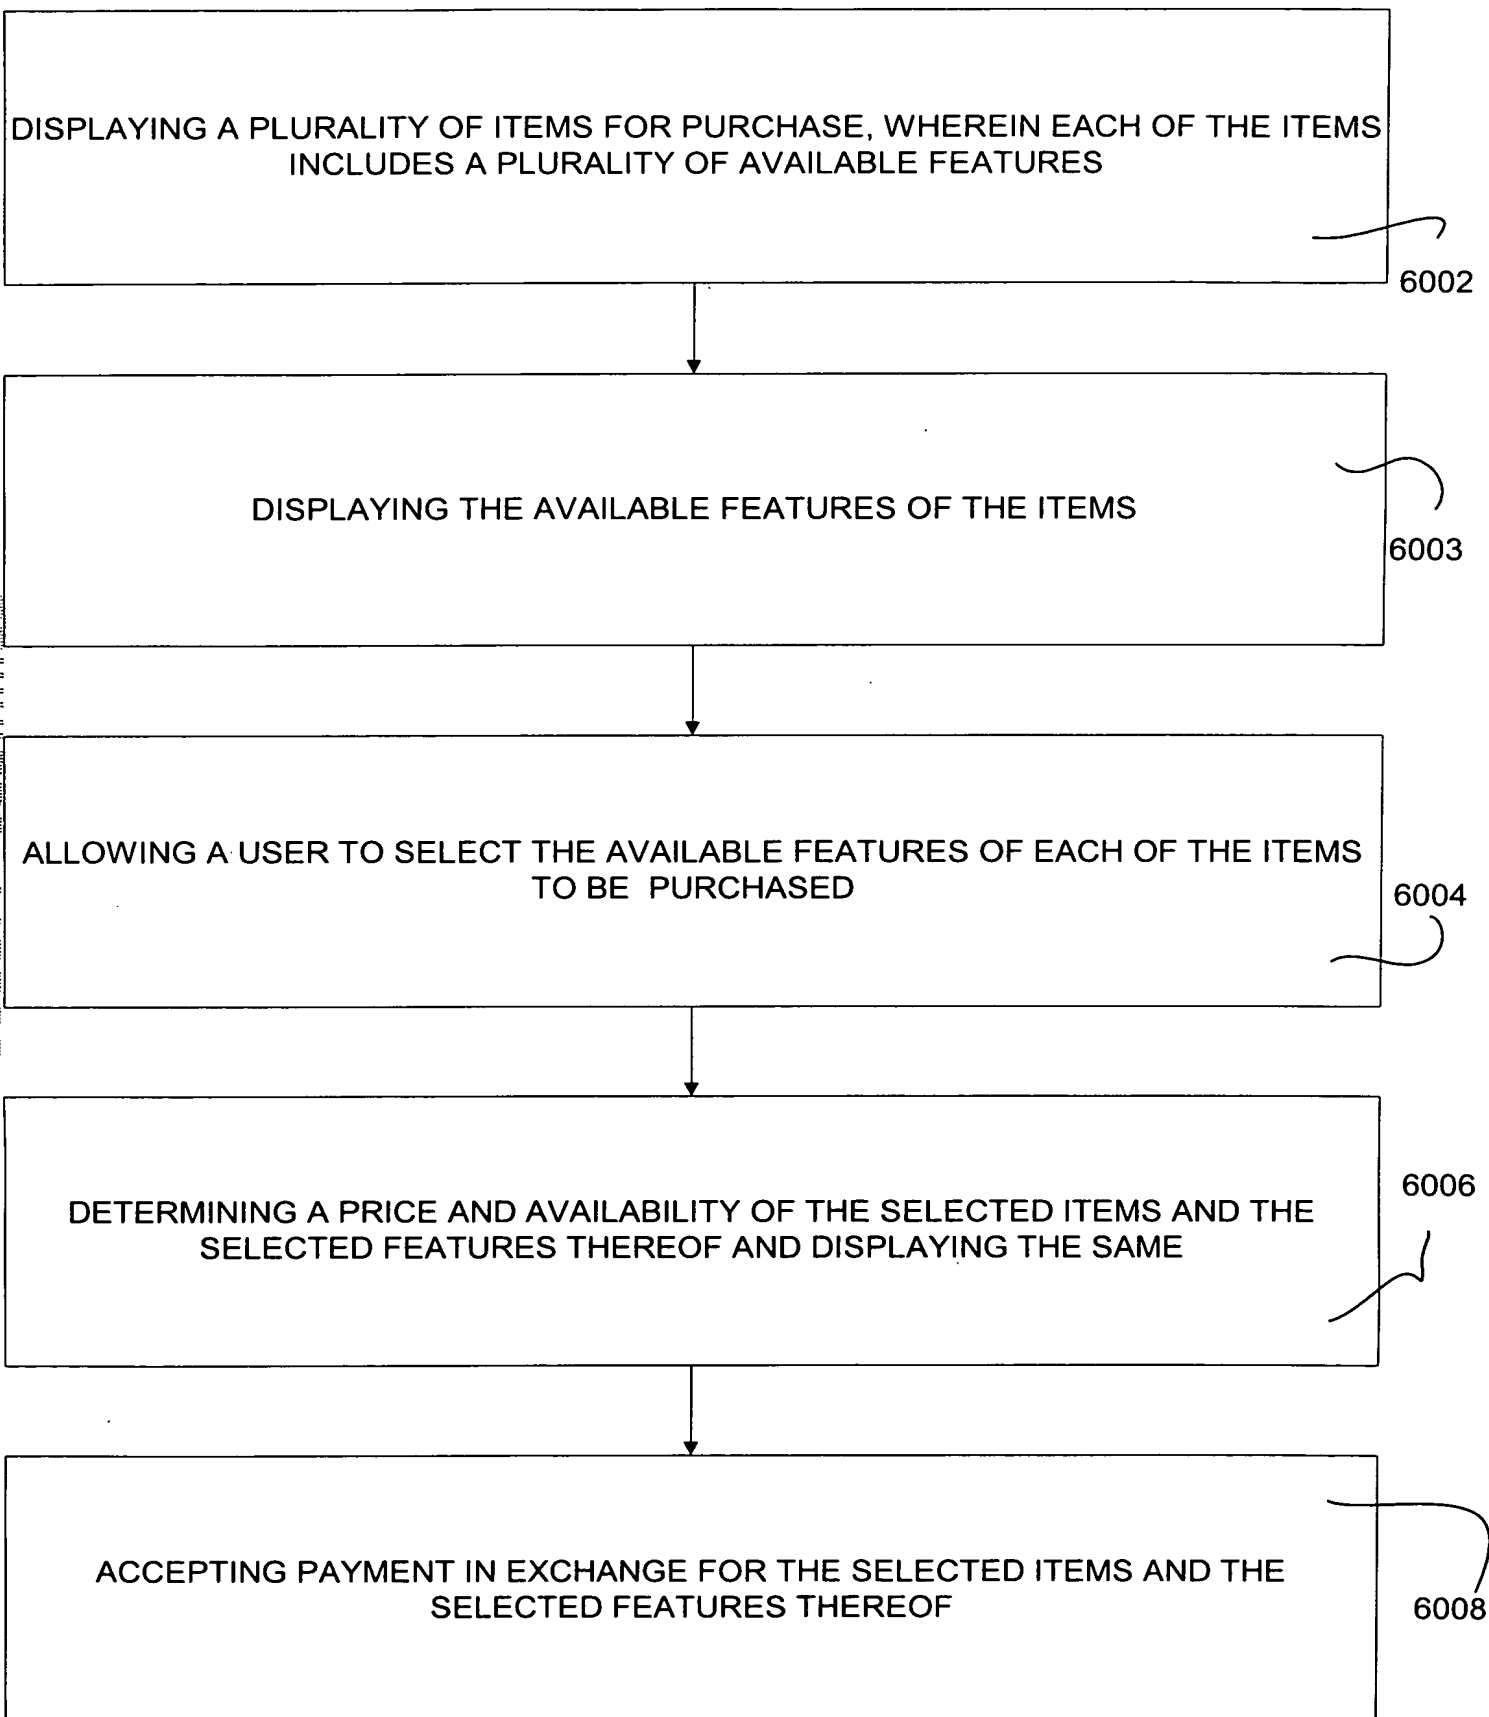 DISPLAYING A PLURALITY OF ITEMS FOR PURCHASE, WHEREIN EACH OF THE ITEMS
INCLUDES A PLURALITY OF AVAILABLE FEATURES
6002
DISPLAYING THE AVAILABLE FEATURES OF THE ITEMS
6003
ALLOWING A USER TO SELECT THE AVAILABLE FEATURES OF EACH OF THE ITEMS
TO BE PURCHASED
6004
DETERMINING A PRICE AND AVAILABILITY OF THE SELECTED ITEMS AND THE
SELECTED FEATURES THEREOF AND DISPLAYING THE SAME
6006
ACCEPTING PAYMENT IN EXCHANGE FOR THE SELECTED ITEMS AND THE
SELECTED FEATURES THEREOF
6008